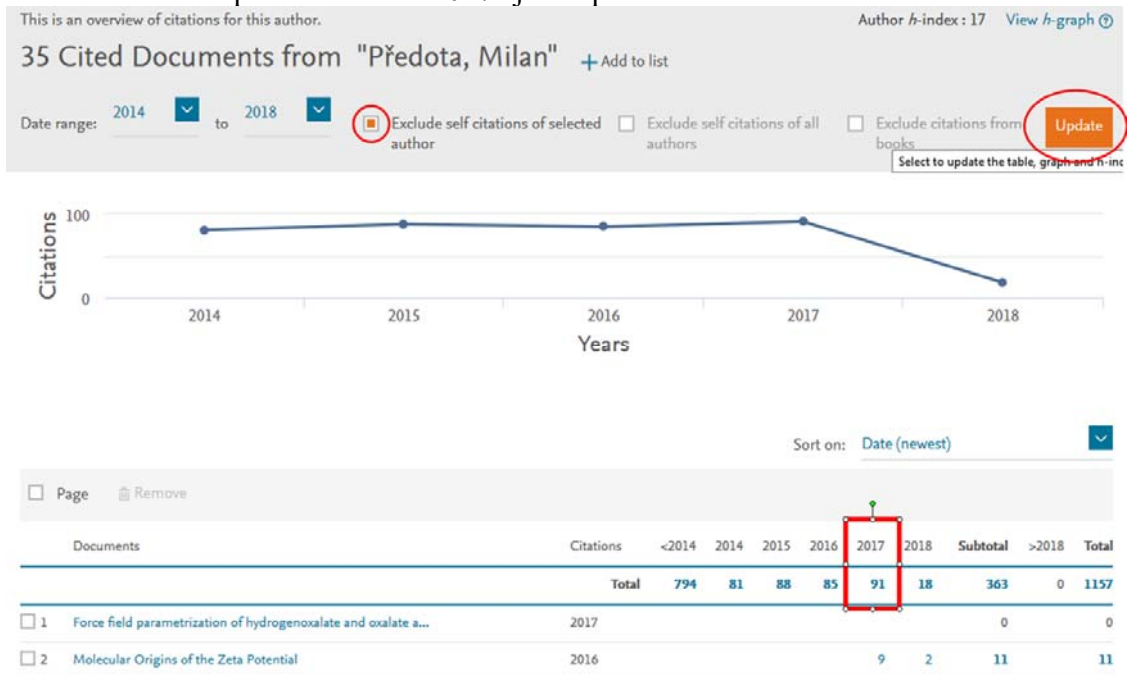 This is an overview of citations for this author.
Author h-index : 17 View h-graph
35 Cited Documents from "Předota, Milan" + Add to list
Date range: 2014 to 2018 Exclude self citations of selected author Exclude self citations of all authors Exclude citations from books Update
Select to update the table, graph and h-inc
Citations
100
0
2014 2015 2016 2017 2018
Years
Sort on: Date (newest)
Page Remove
Documents Citations <2014 2014 2015 2016 2017 2018 Subtotal >2018 Total
Total 794 81 88 85 91 18 363 0 1157
1 Force field parametrization of hydrogenoxalate and oxalate a... 2017 0 0
2 Molecular Origins of the Zeta Potential 2016 9 2 11 11